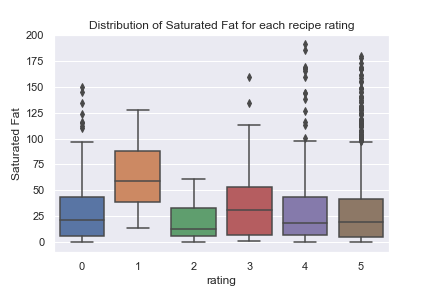 Distribution of Saturated Fat for each recipe rating
200
175
150
125
100
75
50
25
0
Saturated Fat
0 1 2 3 4 5
rating